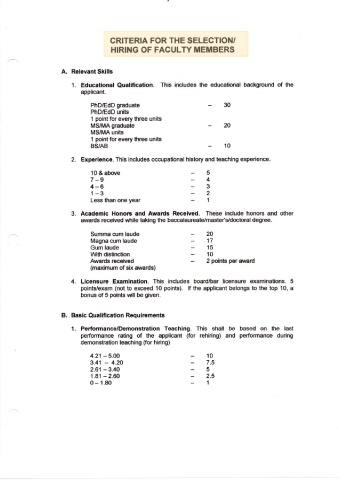 CRITERIA FOR THE SELECTION/
HIRING OF FACULTY MEMBERS
A. Relevant Skills
1. Educational Qualification. This includes the educational background of the
applicant.
PhD/EdD graduate – 30
PhD/EdD units
1 point for every three units
MS/MA graduate – 20
MS/MA units
1 point for every three units
BS/AB – 10
2. Experience. This includes occupational history and teaching experience.
10 & above – 5
7 – 9 – 4
4 – 6 – 3
1 – 3 – 2
Less than one year – 1
3. Academic Honors and Awards Received. These include honors and other
awards received while taking the baccalaureate/master's/doctoral degree.
Summa cum laude – 20
Magna cum laude – 17
Cum laude – 15
With distinction – 10
Awards received – 2 points per award
(maximum of six awards)
4. Licensure Examination. This includes board/bar licensure examinations. 5
points/exam (not to exceed 10 points). If the applicant belongs to the top 10, a
bonus of 5 points will be given.
B. Basic Qualification Requirements
1. Performance/Demonstration Teaching. This shall be based on the last
performance rating of the applicant (for rehiring) and performance during
demonstration teaching (for hiring)
4.21 – 5.00 – 10
3.41 – 4.20 – 7.5
2.61 – 3.40 – 5
1.81 – 2.60 – 2.5
0 – 1.80 – 1